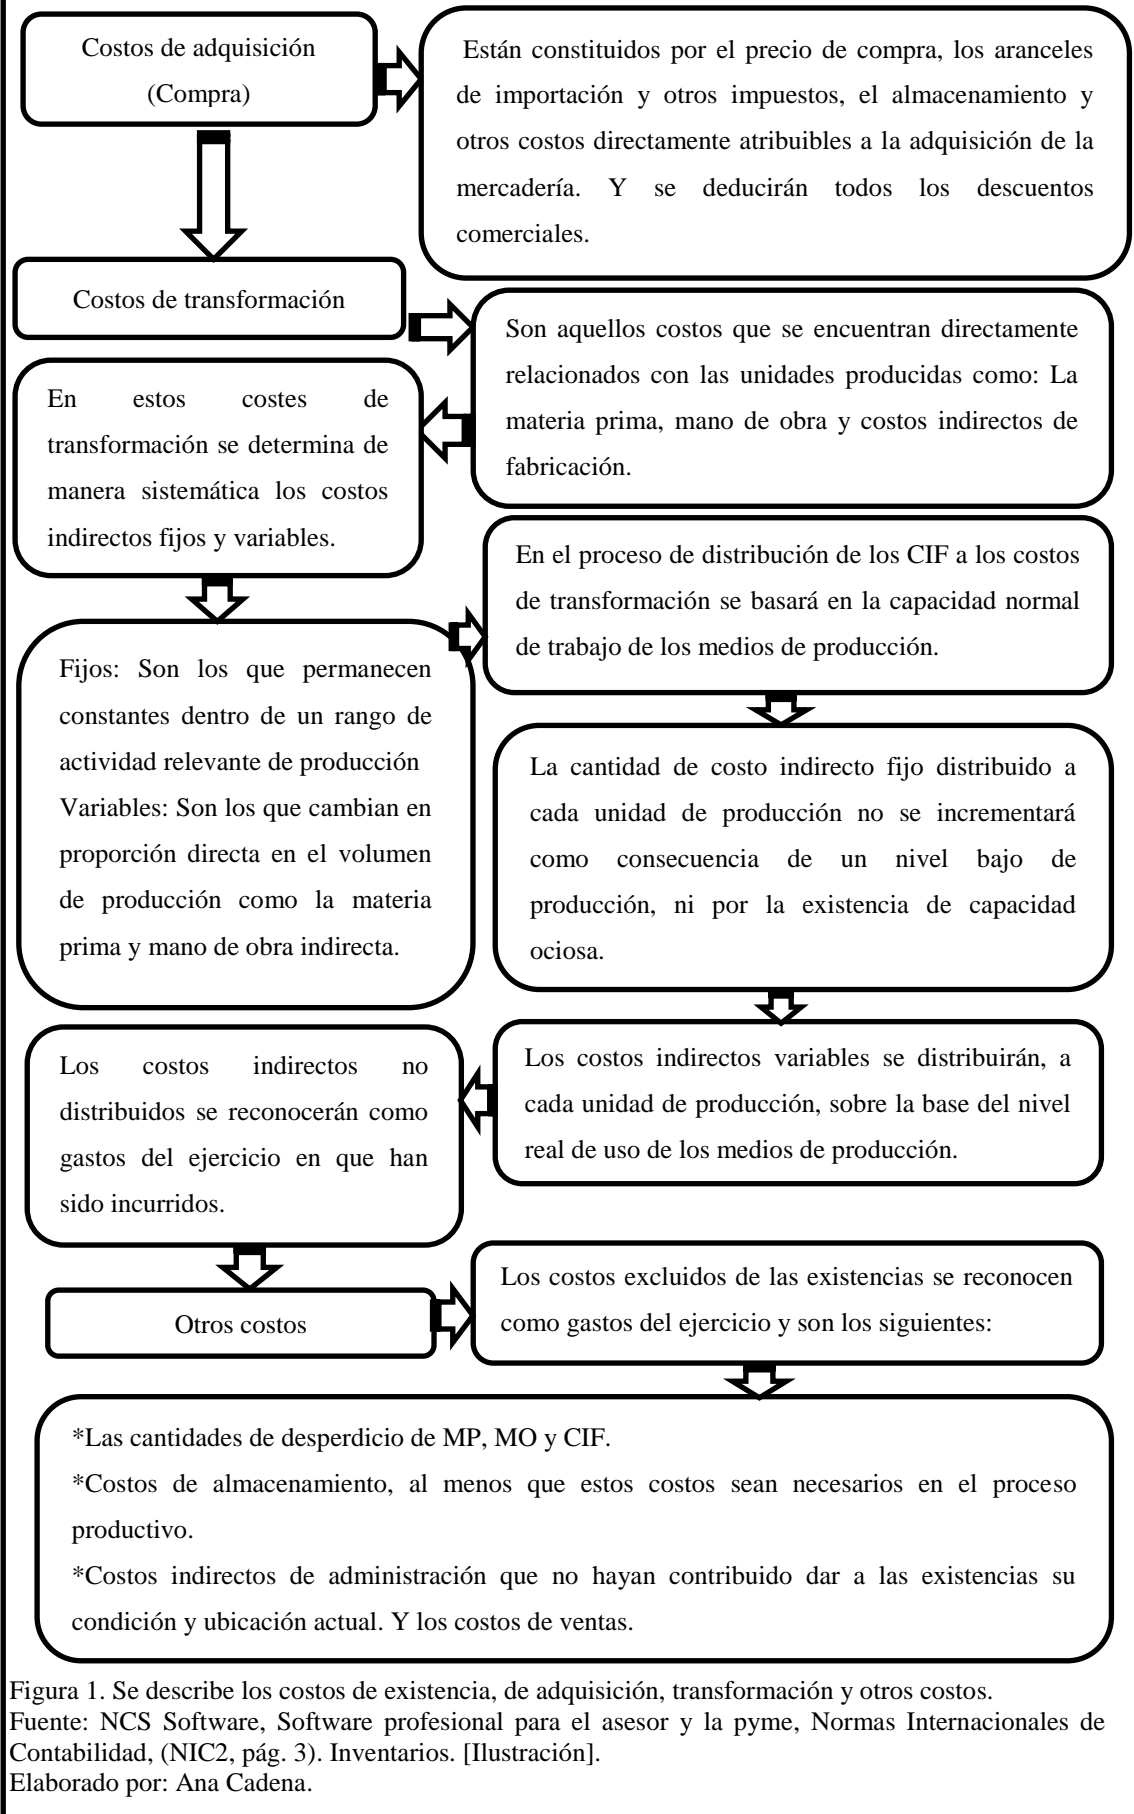 Costos de adquisición
(Compra)
Están constituidos por el precio de compra, los aranceles
de importación y otros impuestos, el almacenamiento y
otros costos directamente atribuibles a la adquisición de la
mercadería. Y se deducirán todos los descuentos
comerciales.
Costos de transformación
Son aquellos costos que se encuentran directamente
relacionados con las unidades producidas como: La
materia prima, mano de obra y costos indirectos de
fabricación.
En estos costes de
transformación se determina de
manera sistemática los costos
indirectos fijos y variables.
Fijos: Son los que permanecen
constantes dentro de un rango de
actividad relevante de producción
Variables: Son los que cambian en
proporción directa en el volumen
de producción como la materia
prima y mano de obra indirecta.
En el proceso de distribución de los CIF a los costos
de transformación se basará en la capacidad normal
de trabajo de los medios de producción.
La cantidad de costo indirecto fijo distribuido a
cada unidad de producción no se incrementará
como consecuencia de un nivel bajo de
producción, ni por la existencia de capacidad
ociosa.
Los costos indirectos variables se distribuirán, a
cada unidad de producción, sobre la base del nivel
real de uso de los medios de producción.
Los costos indirectos no
distribuidos se reconocerán como
gastos del ejercicio en que han
sido incurridos.
Otros costos
Los costos excluidos de las existencias se reconocen
como gastos del ejercicio y son los siguientes:
*Las cantidades de desperdicio de MP, MO y CIF.
*Costos de almacenamiento, al menos que estos costos sean necesarios en el proceso
productivo.
*Costos indirectos de administración que no hayan contribuido dar a las existencias su
condición y ubicación actual. Y los costos de ventas.
Figura 1. Se describe los costos de existencia, de adquisición, transformación y otros costos.
Fuente: NCS Software, Software profesional para el asesor y la pyme, Normas Internacionales de
Contabilidad, (NIC2, pág. 3). Inventarios. [Ilustración].
Elaborado por: Ana Cadena.